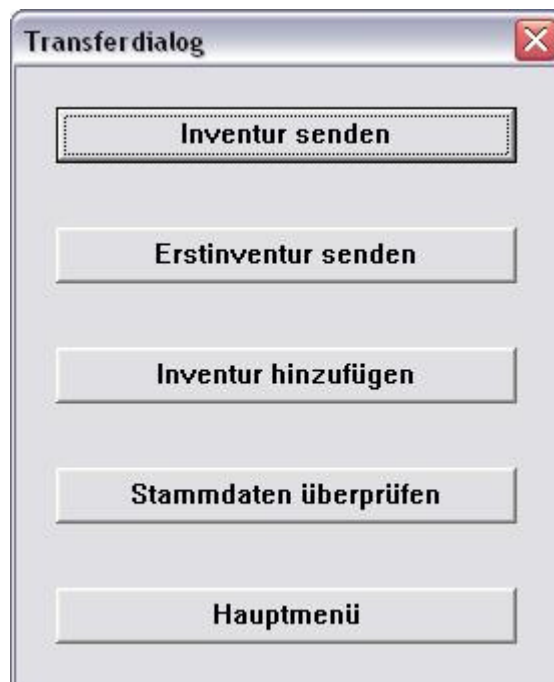 Transferdialog
Inventur senden
Erstinventur senden
Inventur hinzufügen
Stammdaten überprüfen
Hauptmenü